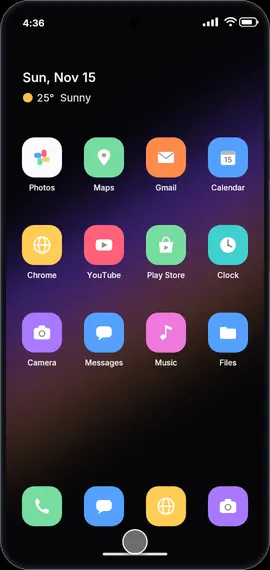 4:36
Sun, Nov 15
25° Sunny
Photos Maps Gmail Calendar
15
Chrome YouTube Play Store Clock
Camera Messages Music Files